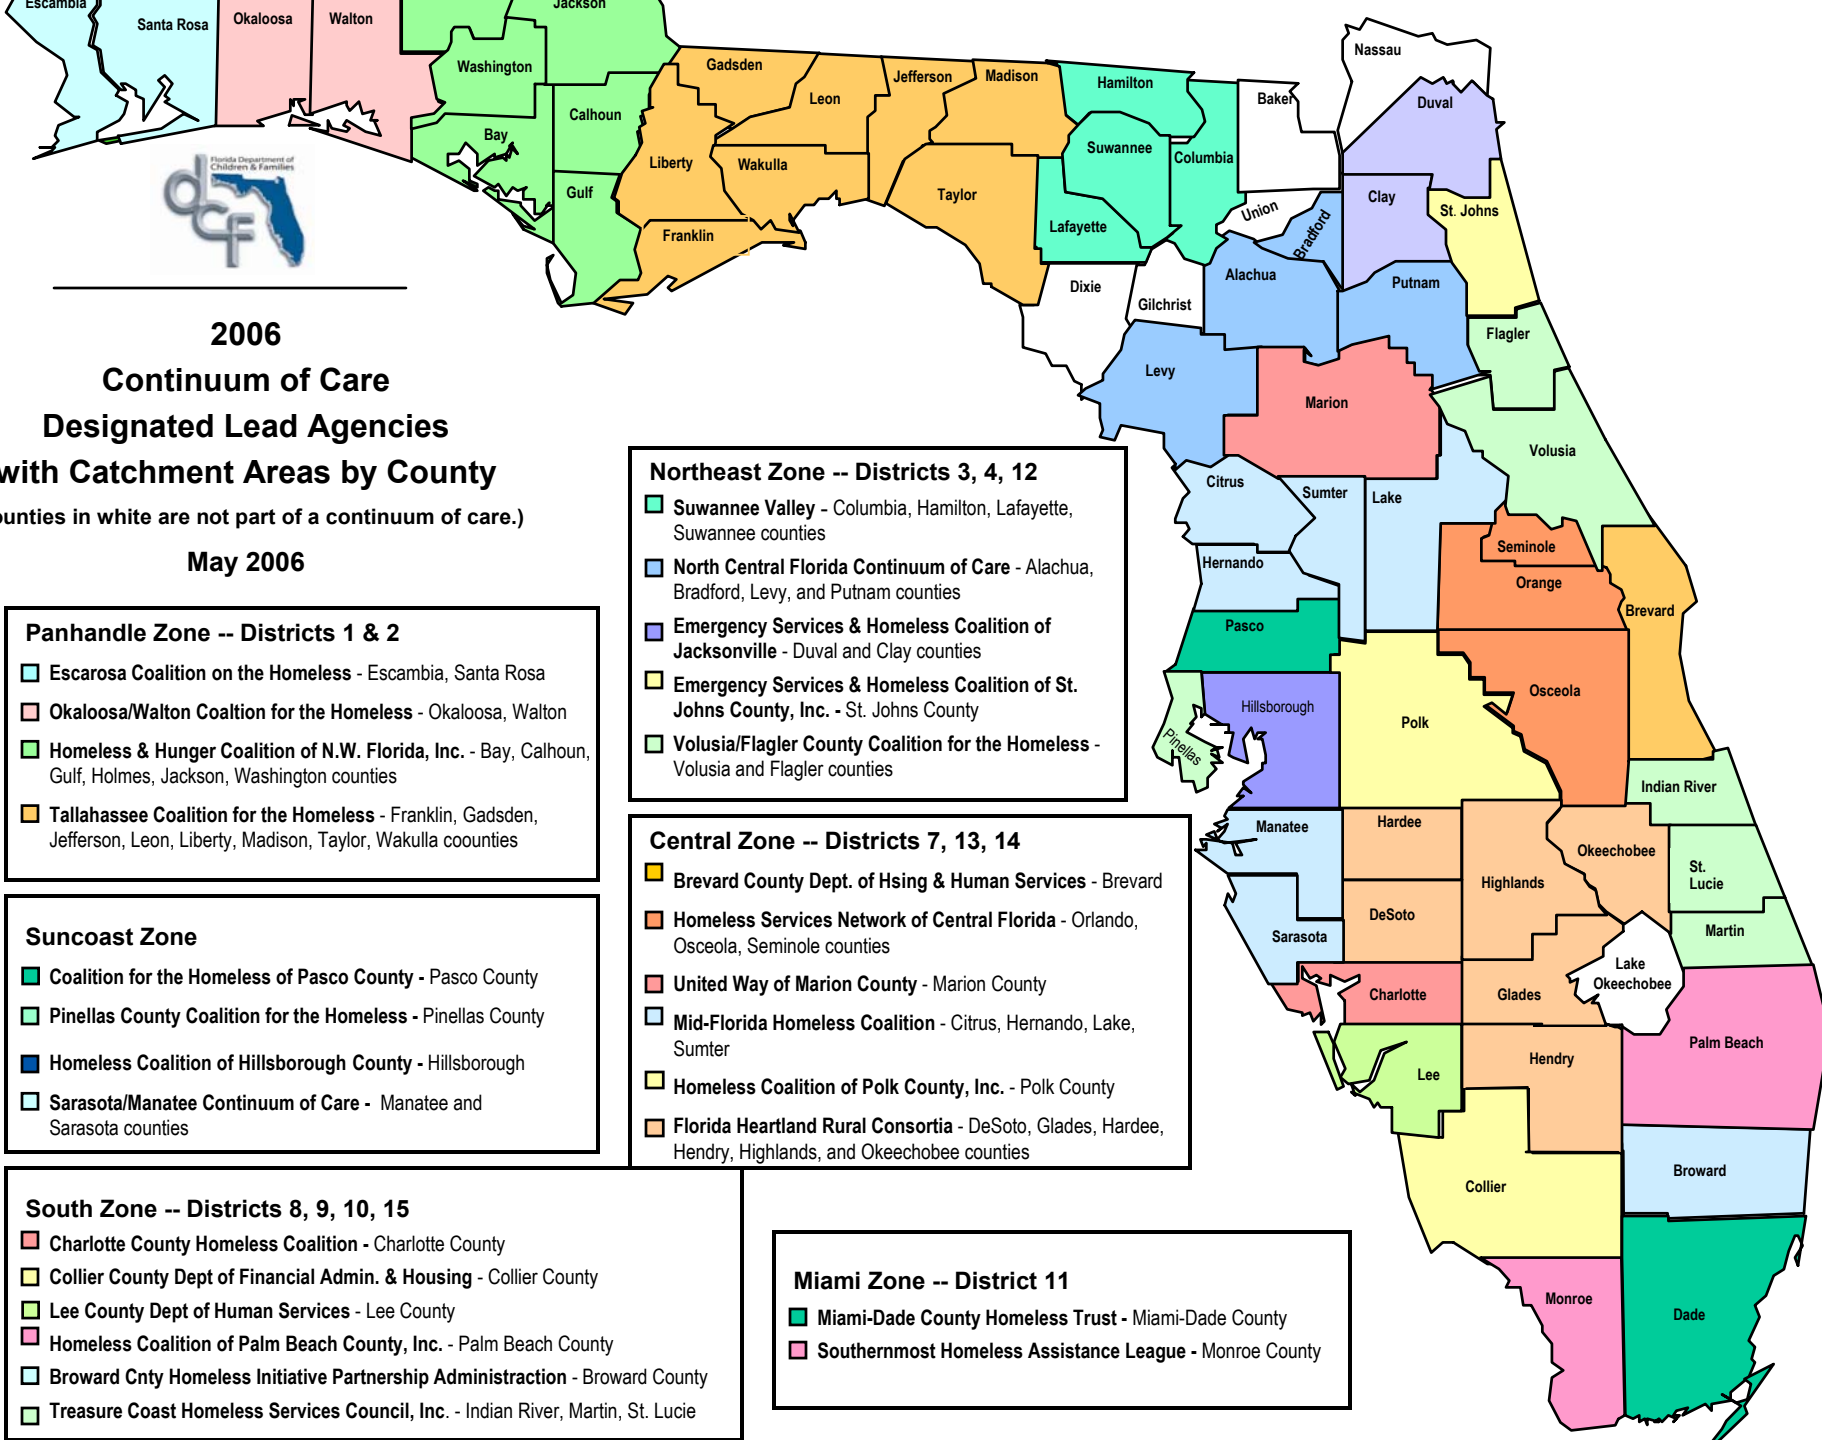 Escambia
Santa Rosa
Okaloosa
Walton
Jackson
Washington
Bay
Calhoun
Gulf
Gadsden
Liberty
Leon
Wakulla
Franklin
Jefferson
Madison
Taylor
Hamilton
Suwannee
Columbia
Lafayette
Baker
Nassau
Duval
Union
Bradford
Clay
St. Johns
Dixie
Gilchrist
Alachua
Putnam
Flagler
Levy
Marion
Volusia
Citrus
Sumter
Lake
Hernando
Seminole
Orange
Brevard
Pasco
Osceola
Hillsborough
Pinellas
Polk
Indian River
Manatee
Hardee
Okeechobee
Highlands
St.
Lucie
DeSoto
Sarasota
Martin
Lake
Okeechobee
Charlotte
Glades
Palm Beach
Hendry
Lee
Broward
Collier
Monroe
Dade
Florida Department of
Children & Families
dcf
2006
Continuum of Care
Designated Lead Agencies
with Catchment Areas by County
ounties in white are not part of a continuum of care.)
May 2006
Panhandle Zone -- Districts 1 & 2
Escarosa Coalition on the Homeless - Escambia, Santa Rosa
Okaloosa/Walton Coaltion for the Homeless - Okaloosa, Walton
Homeless & Hunger Coalition of N.W. Florida, Inc. - Bay, Calhoun,
Gulf, Holmes, Jackson, Washington counties
Tallahassee Coalition for the Homeless - Franklin, Gadsden,
Jefferson, Leon, Liberty, Madison, Taylor, Wakulla coounties
Suncoast Zone
Coalition for the Homeless of Pasco County - Pasco County
Pinellas County Coalition for the Homeless - Pinellas County
Homeless Coalition of Hillsborough County - Hillsborough
Sarasota/Manatee Continuum of Care - Manatee and
Sarasota counties
South Zone -- Districts 8, 9, 10, 15
Charlotte County Homeless Coalition - Charlotte County
Collier County Dept of Financial Admin. & Housing - Collier County
Lee County Dept of Human Services - Lee County
Homeless Coalition of Palm Beach County, Inc. - Palm Beach County
Broward Cnty Homeless Initiative Partnership Administraction - Broward County
Treasure Coast Homeless Services Council, Inc. - Indian River, Martin, St. Lucie
Northeast Zone -- Districts 3, 4, 12
Suwannee Valley - Columbia, Hamilton, Lafayette,
Suwannee counties
North Central Florida Continuum of Care - Alachua,
Bradford, Levy, and Putnam counties
Emergency Services & Homeless Coalition of
Jacksonville - Duval and Clay counties
Emergency Services & Homeless Coalition of St.
Johns County, Inc. - St. Johns County
Volusia/Flagler County Coalition for the Homeless -
Volusia and Flagler counties
Central Zone -- Districts 7, 13, 14
Brevard County Dept. of Hsing & Human Services - Brevard
Homeless Services Network of Central Florida - Orlando,
Osceola, Seminole counties
United Way of Marion County - Marion County
Mid-Florida Homeless Coalition - Citrus, Hernando, Lake,
Sumter
Homeless Coalition of Polk County, Inc. - Polk County
Florida Heartland Rural Consortia - DeSoto, Glades, Hardee,
Hendry, Highlands, and Okeechobee counties
Miami Zone -- District 11
Miami-Dade County Homeless Trust - Miami-Dade County
Southernmost Homeless Assistance League - Monroe County